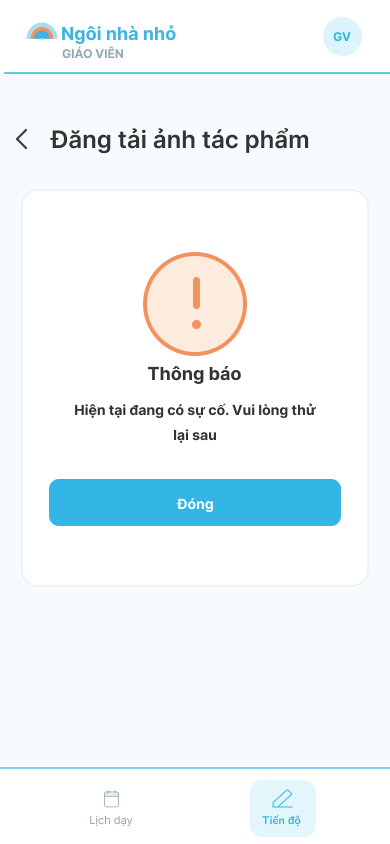 Ngôi nhà nhỏ
GIÁO VIÊN
GV
Đăng tải ảnh tác phẩm
Thông báo
Hiện tại đang có sự cố. Vui lòng thử
lại sau
Đóng
Lịch dạy
Tiến độ